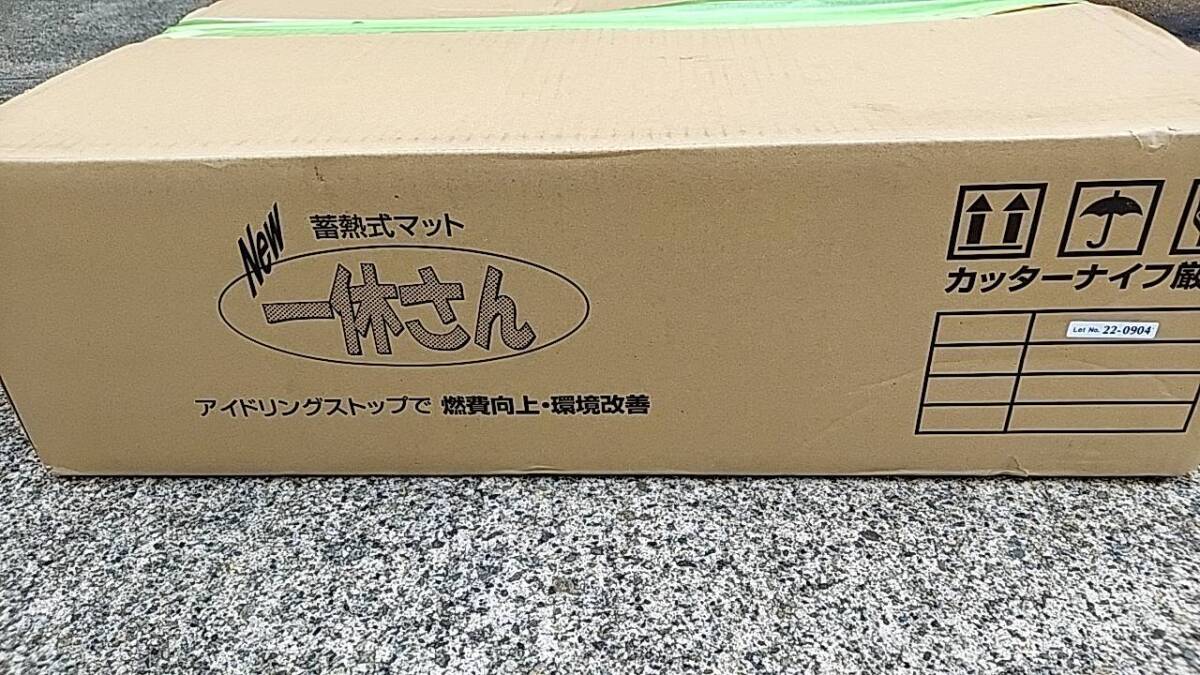 New
蓄熱式マット
一休さん
アイドリングストップで 燃費向上・環境改善
カッターナイフ厳
Lot No. 22-0904